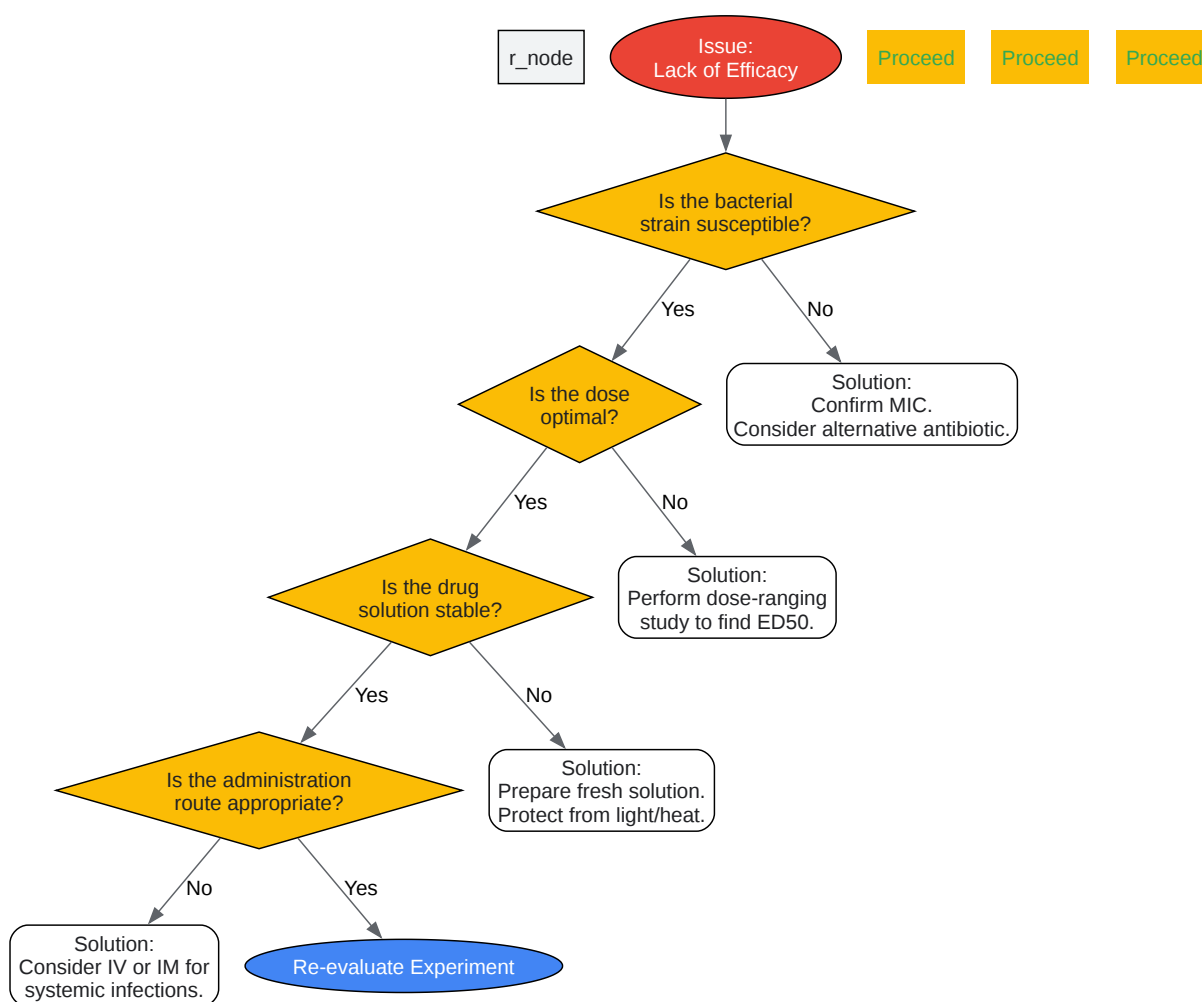 r_node
Issue:
Lack of Efficacy
Proceed
Proceed
Proceed
Is the bacterial
strain susceptible?
Yes
No
Is the dose
optimal?
Solution:
Confirm MIC.
Consider alternative antibiotic.
Yes
No
Is the drug
solution stable?
Solution:
Perform dose-ranging
study to find ED50.
Yes
No
Is the administration
route appropriate?
Solution:
Prepare fresh solution.
Protect from light/heat.
No
Yes
Solution:
Consider IV or IM for
systemic infections.
Re-evaluate Experiment